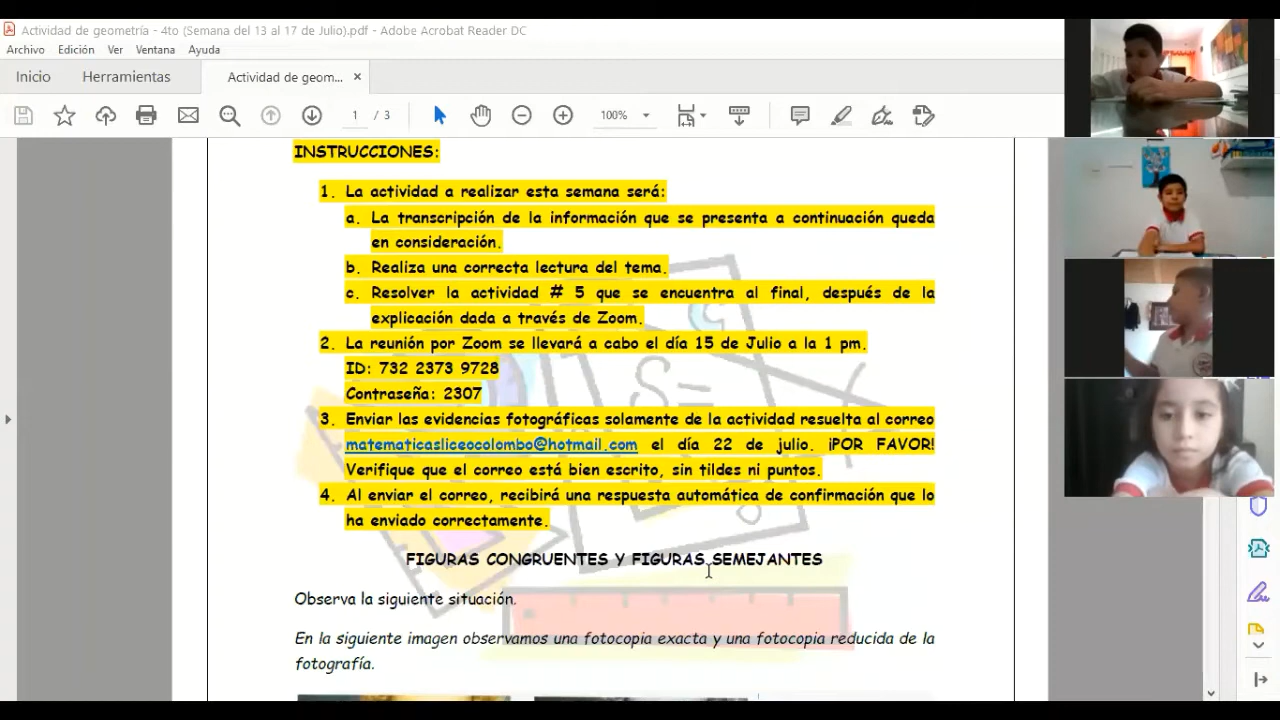 Actividad de geometría - 4to (Semana del 13 al 17 de Julio).pdf - Adobe Acrobat Reader DC
Archivo Edición Ver Ventana Ayuda
Inicio Herramientas Actividad de geom... ×
1 / 3 100%
INSTRUCCIONES:
1. La actividad a realizar esta semana será:
a. La transcripción de la información que se presenta a continuación queda
en consideración.
b. Realiza una correcta lectura del tema.
c. Resolver la actividad # 5 que se encuentra al final, después de la
explicación dada a través de Zoom.
2. La reunión por Zoom se llevará a cabo el día 15 de Julio a la 1 pm.
ID: 732 2373 9728
Contraseña: 2307
3. Enviar las evidencias fotográficas solamente de la actividad resuelta al correo
matematicasliceocolombo@hotmail.com el día 22 de julio. ¡POR FAVOR!
Verifique que el correo está bien escrito, sin tildes ni puntos.
4. Al enviar el correo, recibirá una respuesta automática de confirmación que lo
ha enviado correctamente.
FIGURAS CONGRUENTES Y FIGURAS SEMEJANTES
Observa la siguiente situación.
En la siguiente imagen observamos una fotocopia exacta y una fotocopia reducida de la
fotografía.